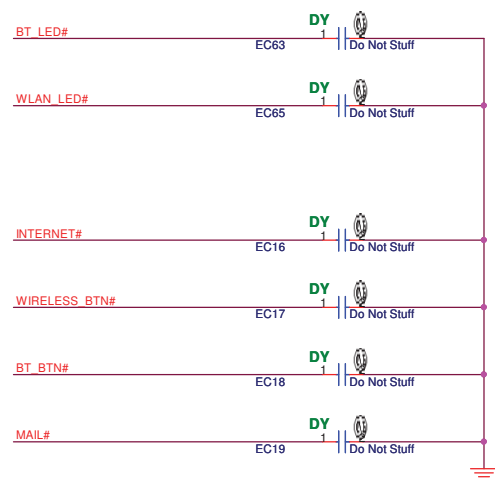 BT_LED#
DY
1
EC63
Do Not Stuff
WLAN_LED#
DY
1
EC65
Do Not Stuff
INTERNET#
DY
1
EC16
Do Not Stuff
WIRELESS_BTN#
DY
1
EC17
Do Not Stuff
BT_BTN#
DY
1
EC18
Do Not Stuff
MAIL#
DY
1
EC19
Do Not Stuff